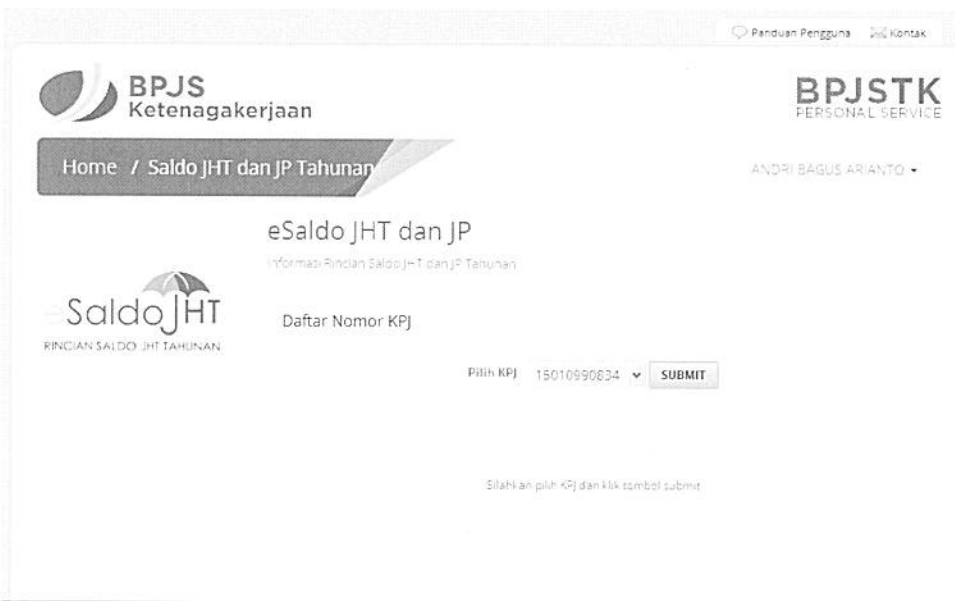 Panduan Pengguna Kontak
BPJS
Ketenagakerjaan
BPJSTK
PERSONAL SERVICE
Home / Saldo JHT dan JP Tahunan
ANDRI BAGUS ARIANTO
eSaldo JHT dan JP
Informasi Rincian Saldo JHT dan JP Tahunan
eSaldo JHT
RINCIAN SALDO JHT TAHUNAN
Daftar Nomor KPJ
Pilih KPJ 15010990834 SUBMIT
Silahkan pilih KPJ dan klik tombol submit